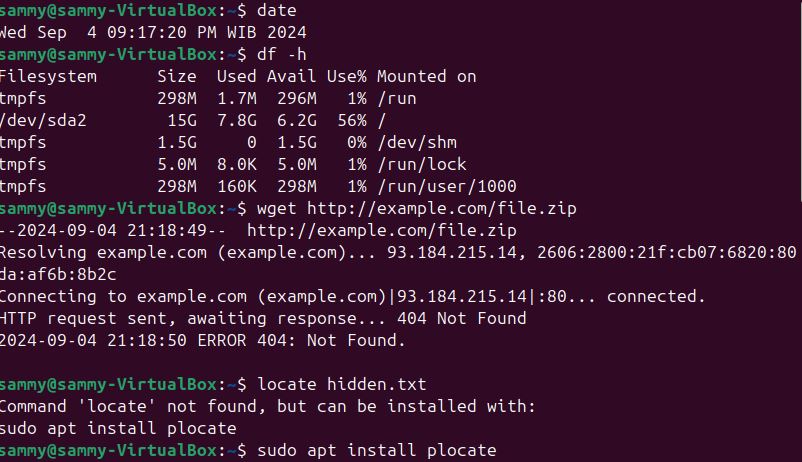 sammy@sammy-VirtualBox:~$ date
Wed Sep  4 09:17:20 PM WIB 2024
sammy@sammy-VirtualBox:~$ df -h
Filesystem      Size  Used Avail Use% Mounted on
tmpfs           298M  1.7M  296M   1% /run
/dev/sda2        15G  7.8G  6.2G  56% /
tmpfs           1.5G     0  1.5G   0% /dev/shm
tmpfs           5.0M  8.0K  5.0M   1% /run/lock
tmpfs           298M  160K  298M   1% /run/user/1000
sammy@sammy-VirtualBox:~$ wget http://example.com/file.zip
--2024-09-04 21:18:49--  http://example.com/file.zip
Resolving example.com (example.com)... 93.184.215.14, 2606:2800:21f:cb07:6820:80
da:af6b:8b2c
Connecting to example.com (example.com)|93.184.215.14|:80... connected.
HTTP request sent, awaiting response... 404 Not Found
2024-09-04 21:18:50 ERROR 404: Not Found.
sammy@sammy-VirtualBox:~$ locate hidden.txt
Command 'locate' not found, but can be installed with:
sudo apt install plocate
sammy@sammy-VirtualBox:~$ sudo apt install plocate